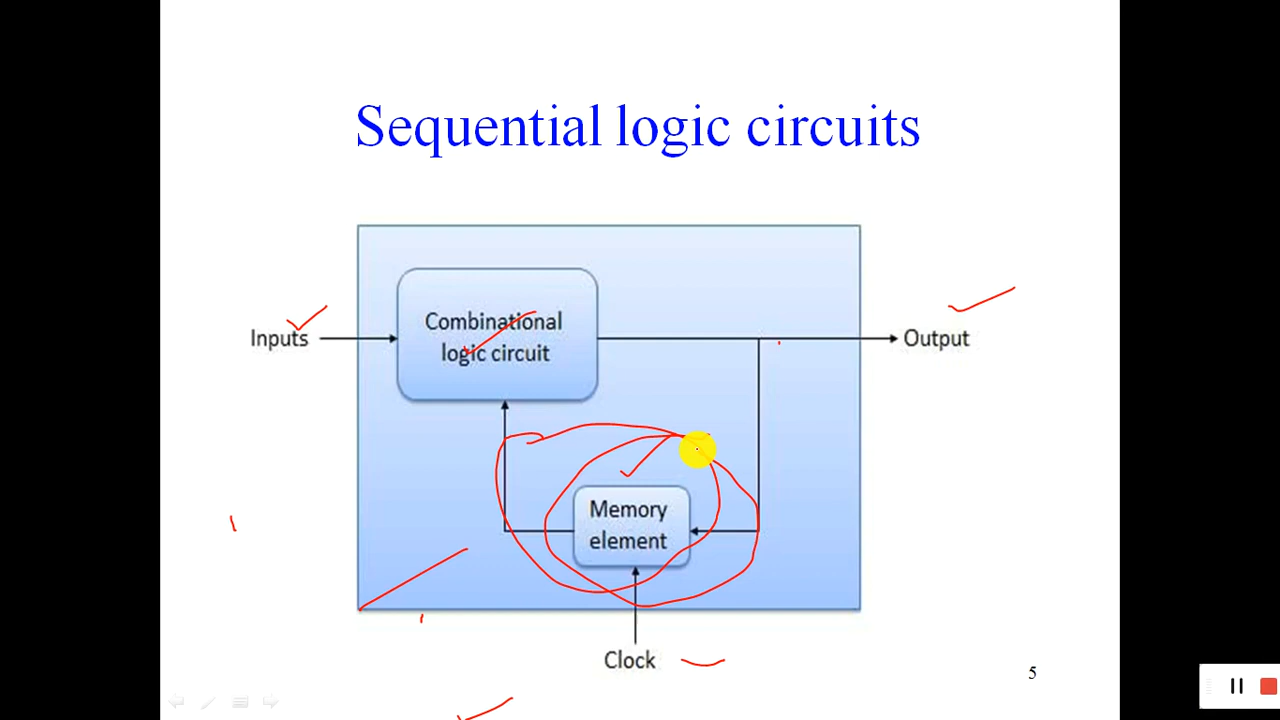 Sequential logic circuits
Inputs
Combinational
logic circuit
Output
Memory
element
Clock
5